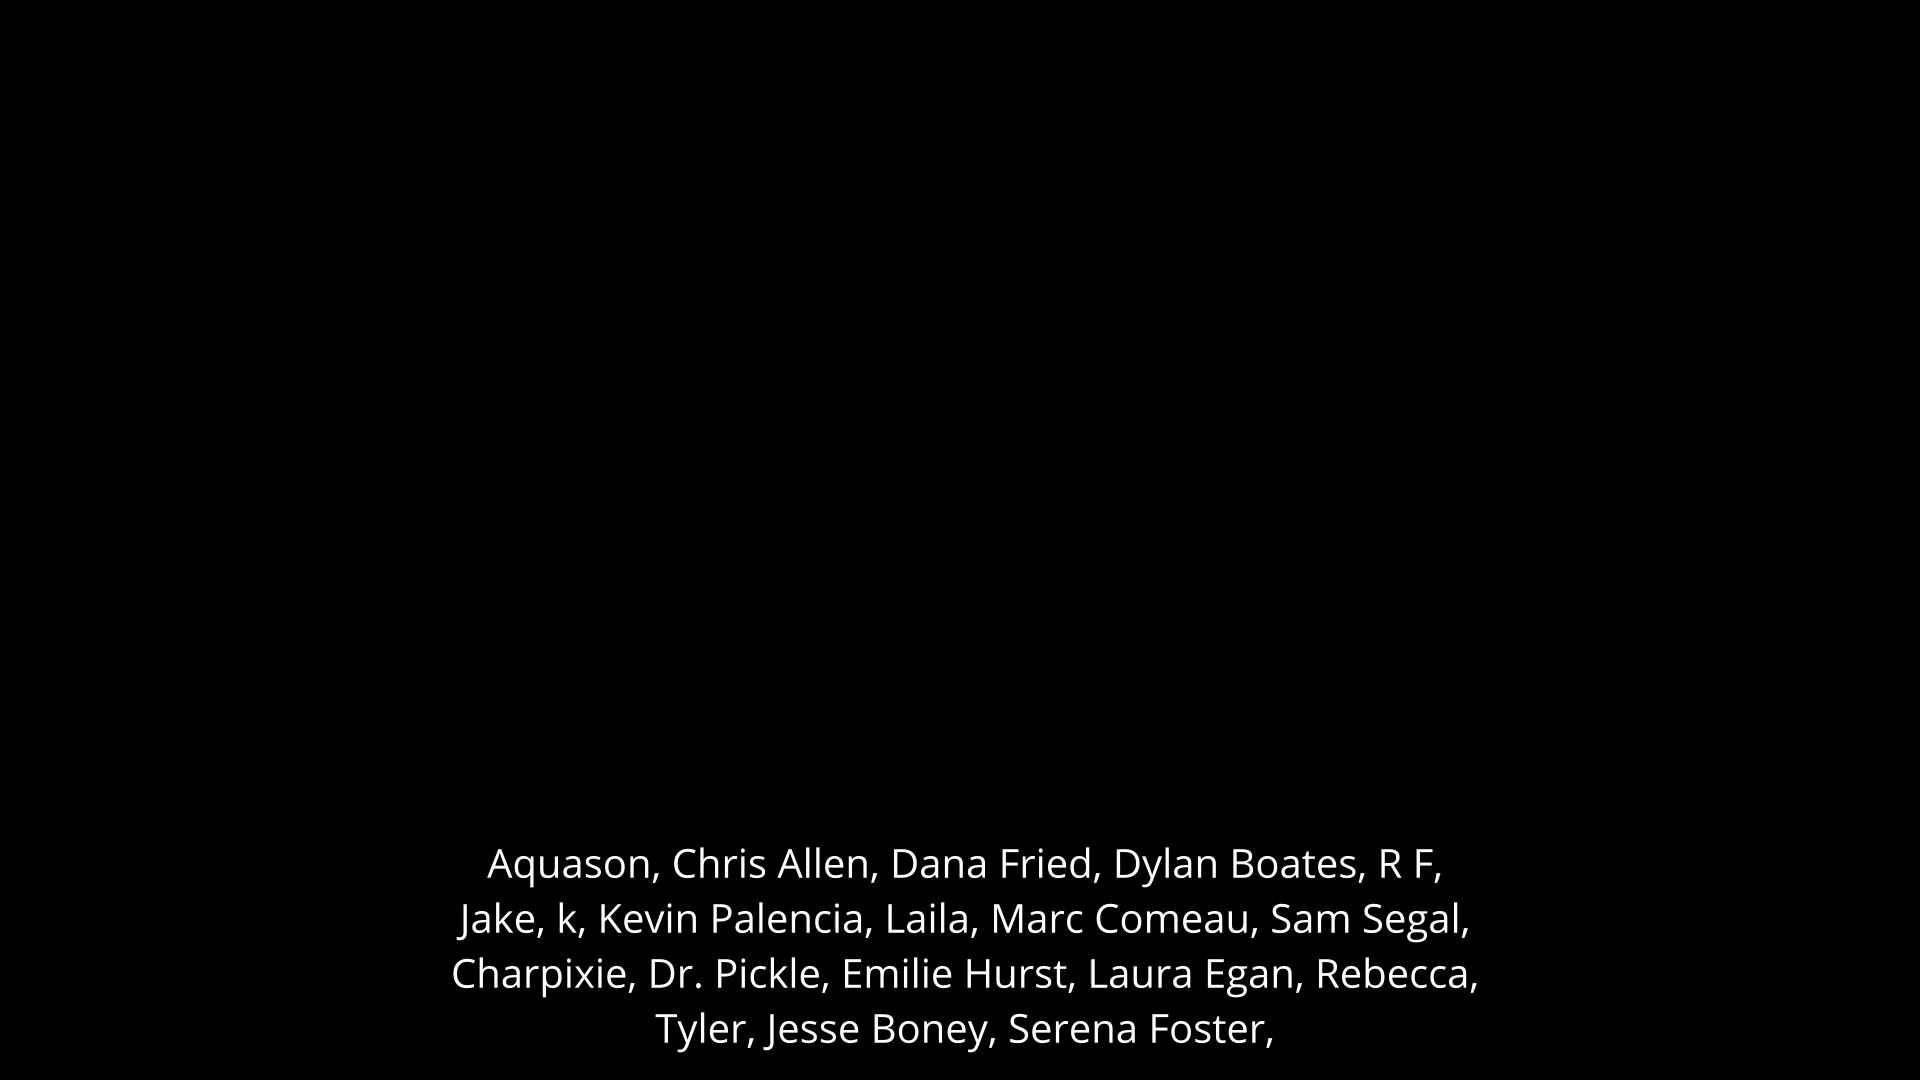 Aquason, Chris Allen, Dana Fried, Dylan Boates, R F,
Jake, k, Kevin Palencia, Laila, Marc Comeau, Sam Segal,
Charpixie, Dr. Pickle, Emilie Hurst, Laura Egan, Rebecca,
Tyler, Jesse Boney, Serena Foster,